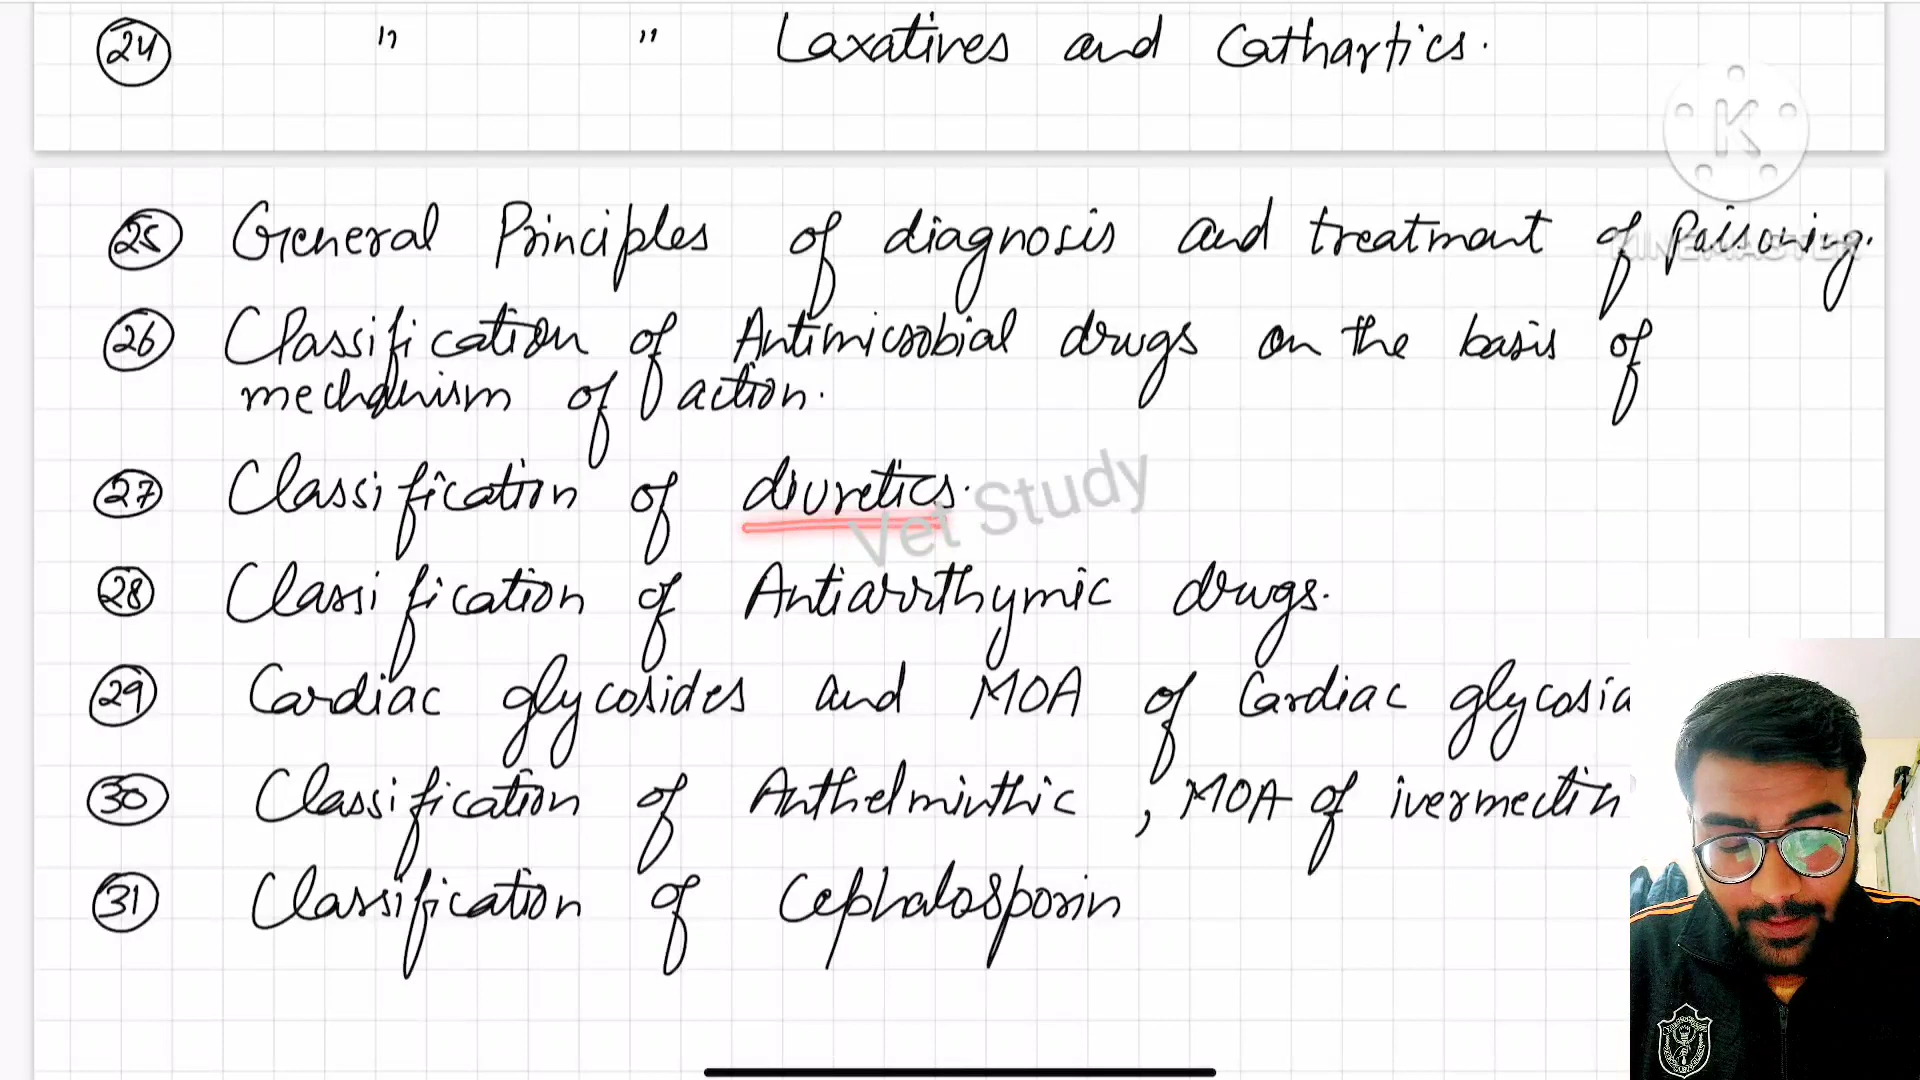 24 " " Laxatives and Cathartics.
25 General Principles of diagnosis and treatment of Poisoning.
KINEMASTER
26 Classification of Antimicrobial drugs on the basis of
mechanism of action.
27 Classification of diuretics.
Vet Study
28 Classification of Antiarrthymic drugs.
29 Cardiac glycosides and MOA of Cardiac glycosid
30 Classification of Anthelminthic, MOA of ivermectin
31 Classification of Cephalosporin
K